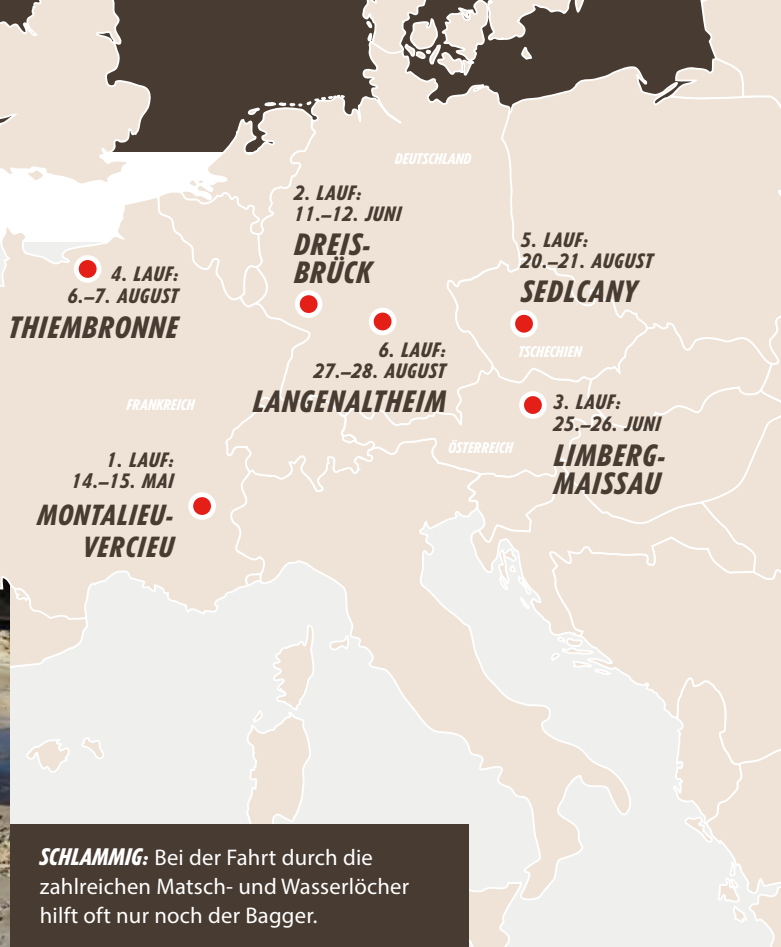 DEUTSCHLAND
2. LAUF:
11.–12. JUNI
DREIS-
BRÜCK
5. LAUF:
20.–21. AUGUST
SEDLCANY
4. LAUF:
6.–7. AUGUST
THIEMBRONNE
6. LAUF:
27.–28. AUGUST
LANGENALTHEIM
TSCHECHIEN
FRANKREICH
3. LAUF:
25.–26. JUNI
LIMBERG-
MAISSAU
ÖSTERREICH
1. LAUF:
14.–15. MAI
MONTALIEU-
VERCIEU
SCHLAMMIG: Bei der Fahrt durch die
zahlreichen Matsch- und Wasserlöcher
hilft oft nur noch der Bagger.